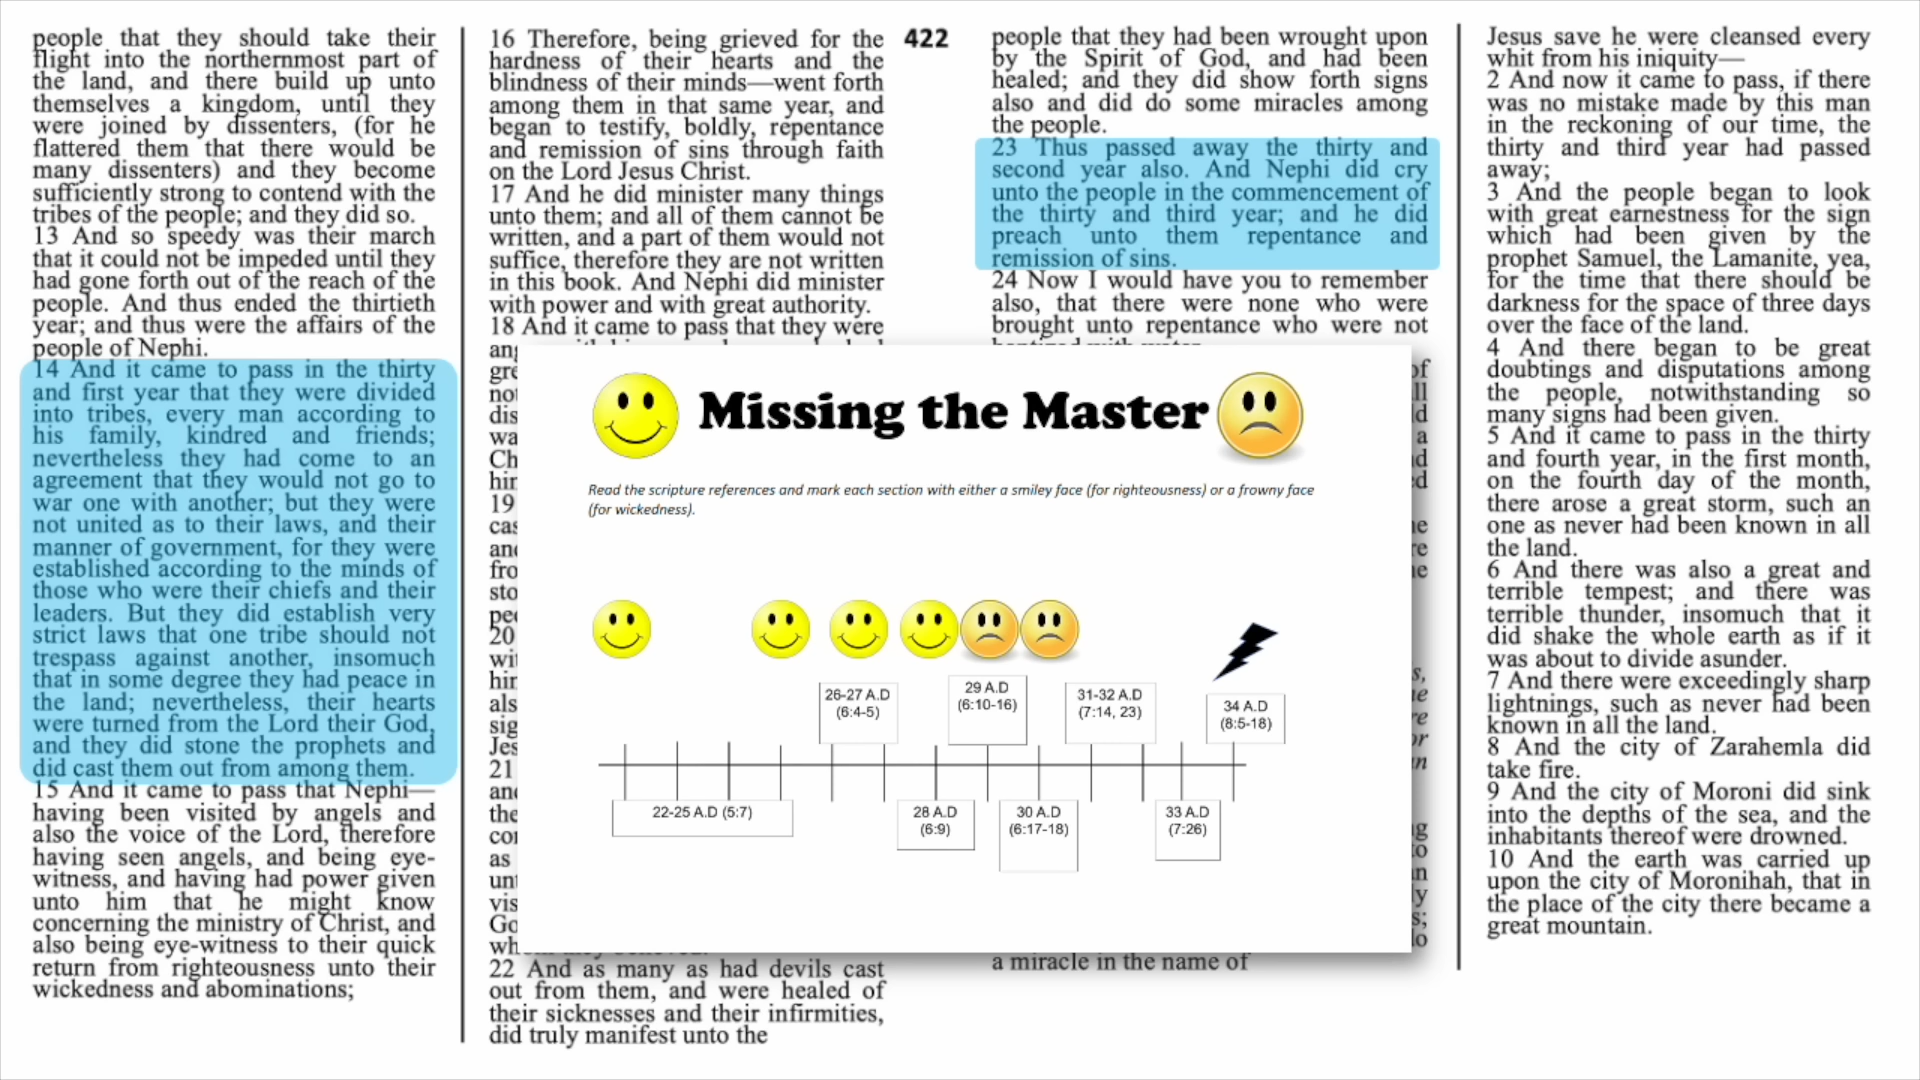 people that they should take their
flight into the northernmost part of
the land, and there build up unto
themselves a kingdom, until they
were joined by dissenters, (for he
flattered them that there would be
many dissenters) and they become
sufficiently strong to contend with the
tribes of the people; and they did so.
13 And so speedy was their march
that it could not be impeded until they
had gone forth out of the reach of the
people. And thus ended the thirtieth
year; and thus were the affairs of the
people of Nephi.
14 And it came to pass in the thirty
and first year that they were divided
into tribes, every man according to
his family, kindred and friends;
nevertheless they had come to an
agreement that they would not go to
war one with another; but they were
not united as to their laws, and their
manner of government, for they were
established according to the minds of
those who were their chiefs and their
leaders. But they did establish very
strict laws that one tribe should not
trespass against another, insomuch
that in some degree they had peace in
the land; nevertheless, their hearts
were turned from the Lord their God,
and they did stone the prophets and
did cast them out from among them.
15 And it came to pass that Nephi—
having been visited by angels and
also the voice of the Lord, therefore
having seen angels, and being eye-
witness, and having had power given
unto him that he might know
concerning the ministry of Christ, and
also being eye-witness to their quick
return from righteousness unto their
wickedness and abominations;
16 Therefore, being grieved for the
hardness of their hearts and the
blindness of their minds—went forth
among them in that same year, and
began to testify, boldly, repentance
and remission of sins through faith
on the Lord Jesus Christ.
17 And he did minister many things
unto them; and all of them cannot be
written, and a part of them would not
suffice, therefore they are not written
in this book. And Nephi did minister
with power and with great authority.
18 And it came to pass that they were
19
20
21
22 And as many as had devils cast
out from them, and were healed of
their sicknesses and their infirmities,
did truly manifest unto the
422
people that they had been wrought upon
by the Spirit of God, and had been
healed; and they did show forth signs
also and did do some miracles among
the people.
23 Thus passed away the thirty and
second year also. And Nephi did cry
unto the people in the commencement of
the thirty and third year; and he did
preach unto them repentance and
remission of sins.
24 Now I would have you to remember
also, that there were none who were
brought unto repentance who were not
a miracle in the name of
Jesus save he were cleansed every
whit from his iniquity—
2 And now it came to pass, if there
was no mistake made by this man
in the reckoning of our time, the
thirty and third year had passed
away;
3 And the people began to look
with great earnestness for the sign
which had been given by the
prophet Samuel, the Lamanite, yea,
for the time that there should be
darkness for the space of three days
over the face of the land.
4 And there began to be great
doubtings and disputations among
the people, notwithstanding so
many signs had been given.
5 And it came to pass in the thirty
and fourth year, in the first month,
on the fourth day of the month,
there arose a great storm, such an
one as never had been known in all
the land.
6 And there was also a great and
terrible tempest; and there was
terrible thunder, insomuch that it
did shake the whole earth as if it
was about to divide asunder.
7 And there were exceedingly sharp
lightnings, such as never had been
known in all the land.
8 And the city of Zarahemla did
take fire.
9 And the city of Moroni did sink
into the depths of the sea, and the
inhabitants thereof were drowned.
10 And the earth was carried up
upon the city of Moronihah, that in
the place of the city there became a
great mountain.
Missing the Master
Read the scripture references and mark each section with either a smiley face (for righteousness) or a frowny face
(for wickedness).
26-27 A.D
(6:4-5)
29 A.D
(6:10-16)
31-32 A.D
(7:14, 23)
34 A.D
(8:5-18)
22-25 A.D (5:7)
28 A.D
(6:9)
30 A.D
(6:17-18)
33 A.D
(7:26)